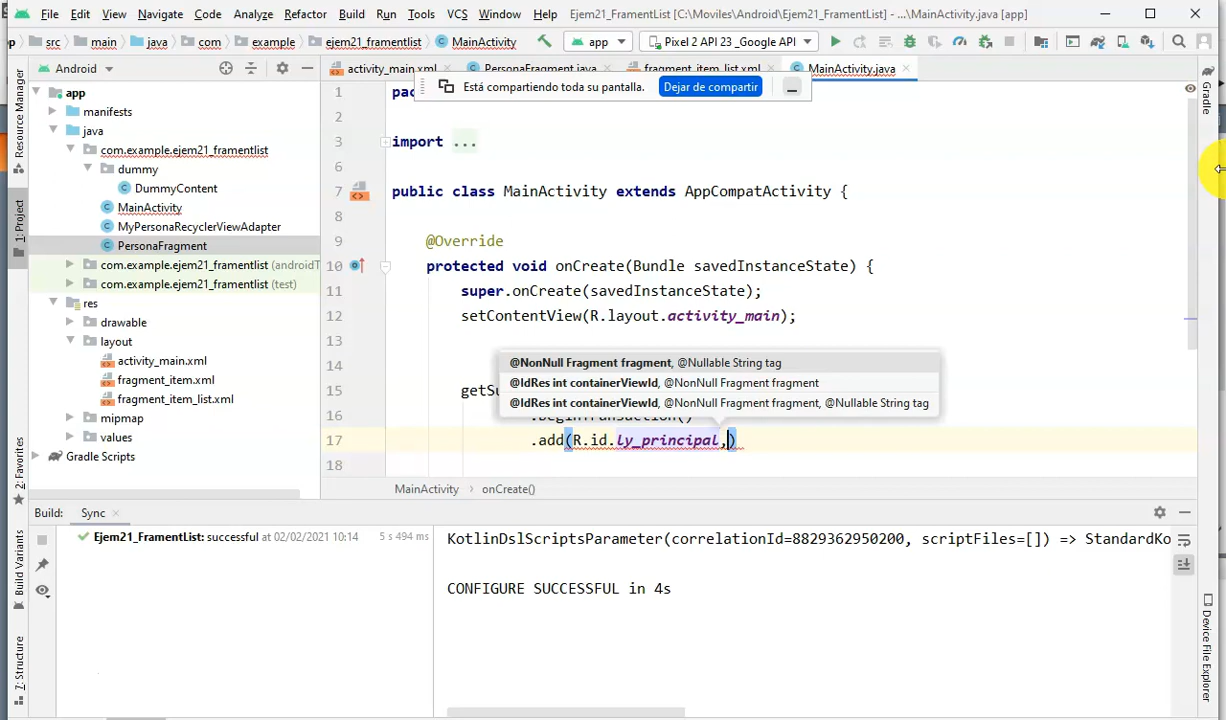 File Edit View Navigate Code Analyze Refactor Build Run Tools VCS Window Help Ejem21_FramentList [C:\Moviles\Android\Ejem21_FramentList] - ...\MainActivity.java [app]
src main java com example ejem21_framentlist MainActivity app Pixel 2 API 23 _Google API
Android
activity_main.xml PersonaFragment.java fragment_item_list.xml MainActivity.java
Está compartiendo toda su pantalla. Dejar de compartir
Resource Manager
1: Project
2: Favorites
Build Variants
7: Structure
app
manifests
java
com.example.ejem21_framentlist
dummy
DummyContent
MainActivity
MyPersonaRecyclerViewAdapter
PersonaFragment
com.example.ejem21_framentlist (androidT
com.example.ejem21_framentlist (test)
res
drawable
layout
activity_main.xml
fragment_item.xml
fragment_item_list.xml
mipmap
values
Gradle Scripts
1 pac
2
3 import ...
6
7 public class MainActivity extends AppCompatActivity {
8
9 @Override
10 protected void onCreate(Bundle savedInstanceState) {
11 super.onCreate(savedInstanceState);
12 setContentView(R.layout.activity_main);
13
14
@NonNull Fragment fragment, @Nullable String tag
@IdRes int containerViewId, @NonNull Fragment fragment
@IdRes int containerViewId, @NonNull Fragment fragment, @Nullable String tag
15 getSu
16 .beginTransaction()
17 .add(R.id.ly_principal,)
18
MainActivity onCreate()
Gradle
Device File Explorer
Build: Sync
Ejem21_FramentList: successful at 02/02/2021 10:14 5 s 494 ms
KotlinDslScriptsParameter(correlationId=8829362950200, scriptFiles=[]) => StandardKo
CONFIGURE SUCCESSFUL in 4s